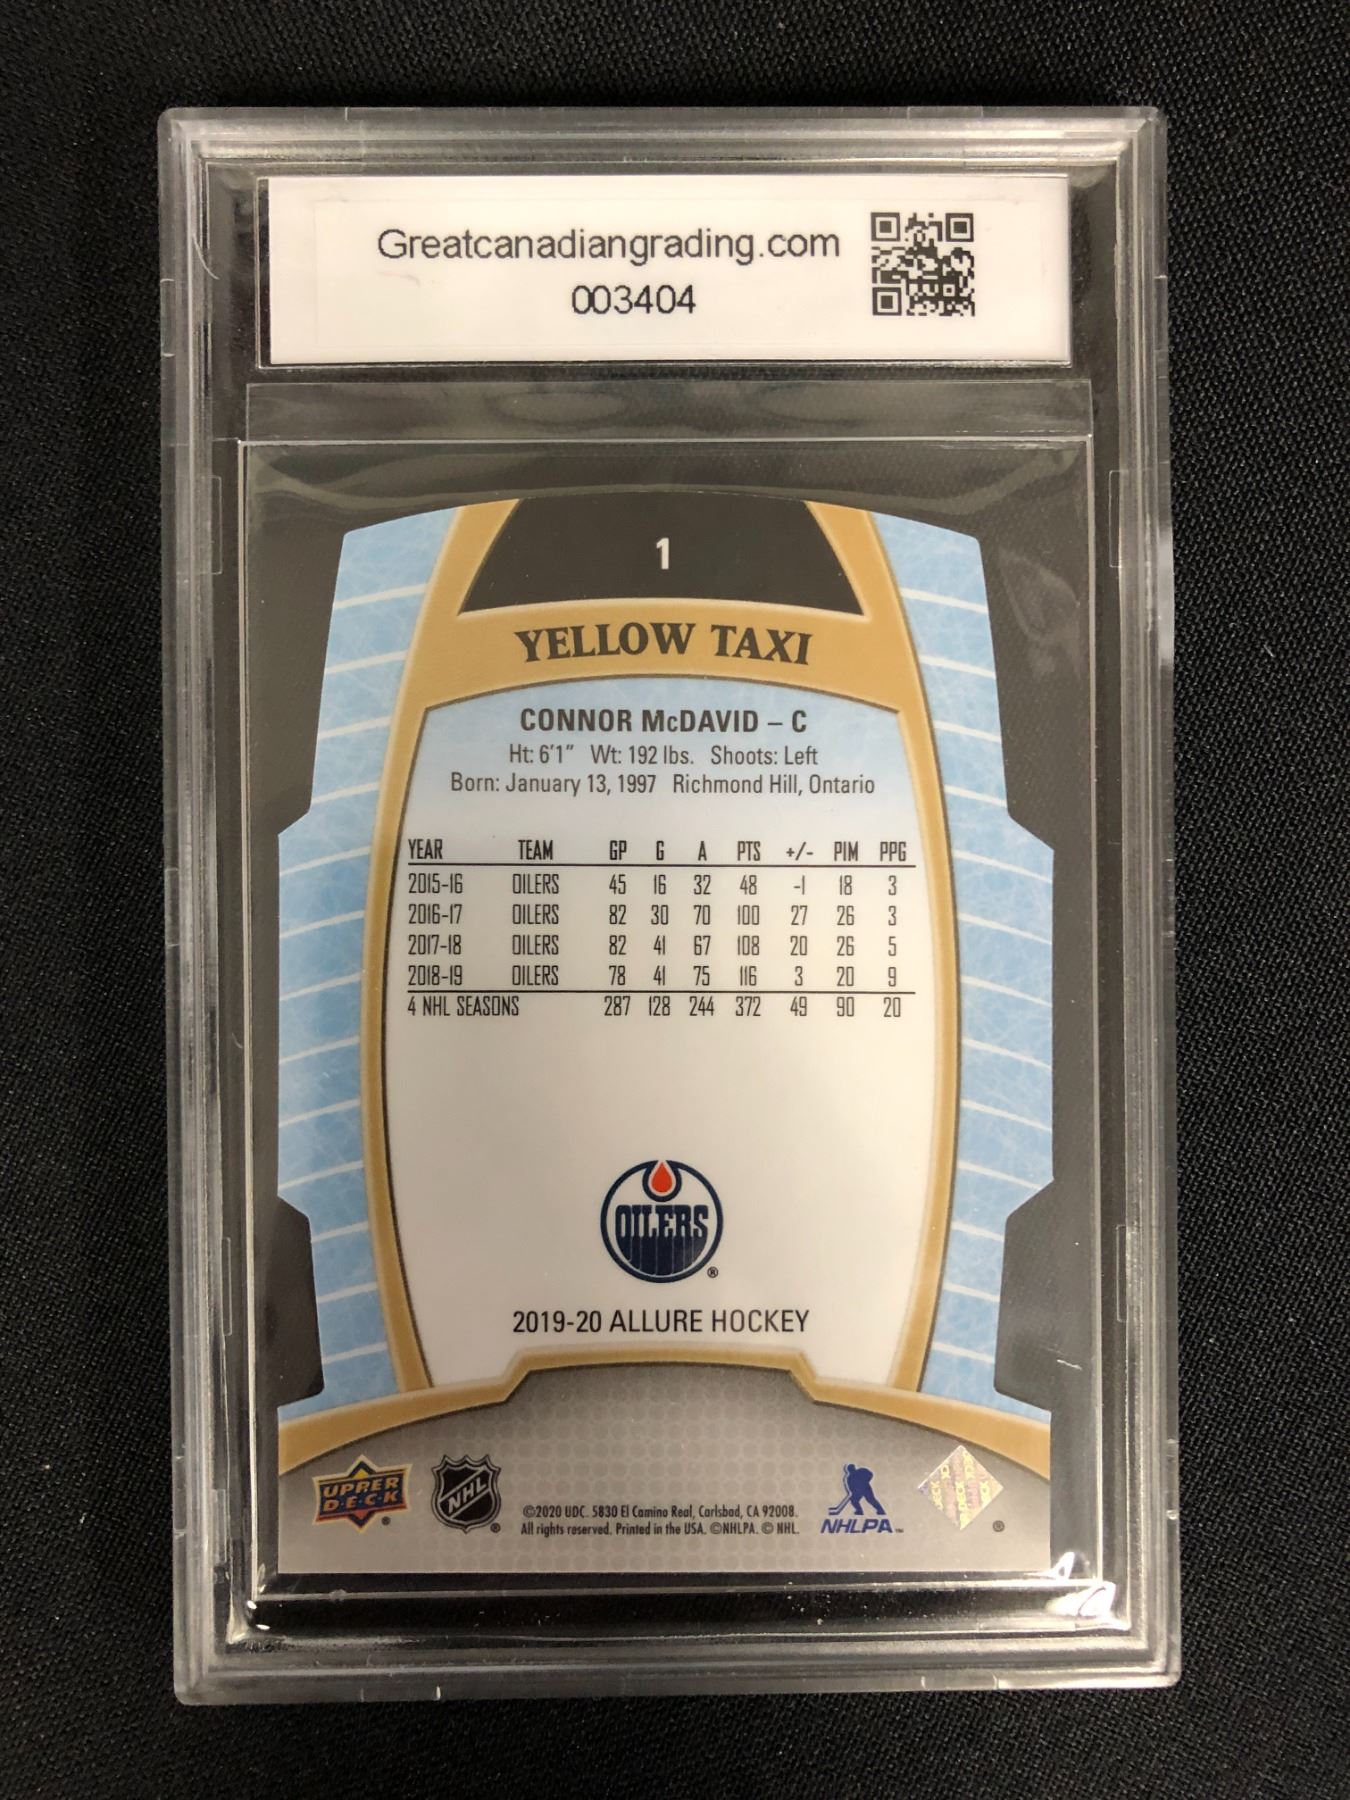 Greatcanadiangrading.com
003404
1
YELLOW TAXI
CONNOR McDAVID – C
Ht: 6'1" Wt: 192 lbs. Shoots: Left
Born: January 13, 1997 Richmond Hill, Ontario
YEAR TEAM GP G A PTS +/- PIM PPG
2015-16 OILERS 45 16 32 48 -1 18 3
2016-17 OILERS 82 30 70 100 27 26 3
2017-18 OILERS 82 41 67 108 20 26 5
2018-19 OILERS 78 41 75 116 3 20 9
4 NHL SEASONS 287 128 244 372 49 90 20
OILERS ®
2019-20 ALLURE HOCKEY
UPPER DECK ®
NHL ®
©2020 UDC. 5830 El Camino Real, Carlsbad, CA 92008.
All rights reserved. Printed in the USA. ©NHLPA. © NHL.
NHLPA™
®